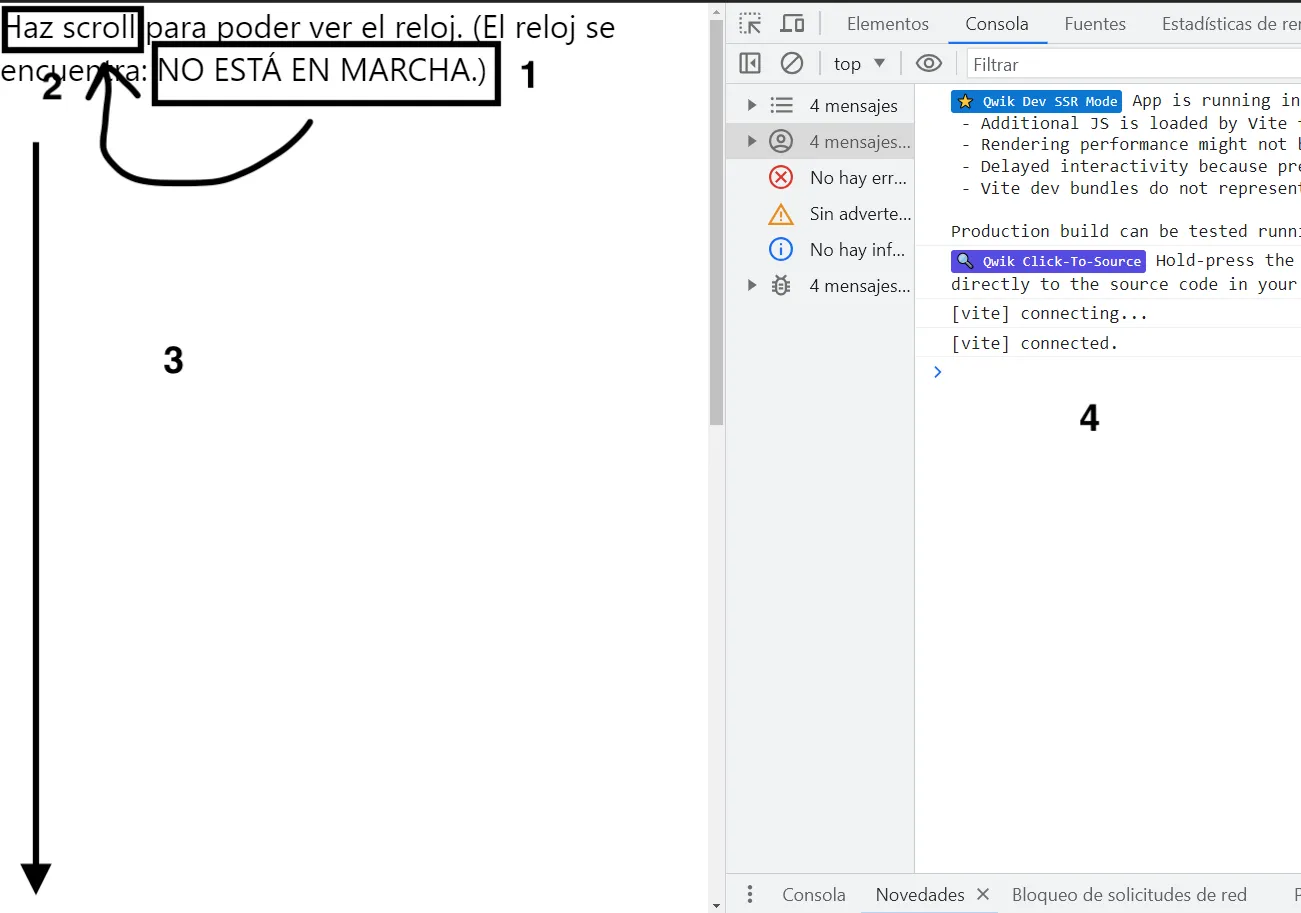 Haz scroll para poder ver el reloj. (El reloj se
encuentra: NO ESTÁ EN MARCHA.)
1
2
3
Elementos Consola Fuentes Estadísticas de
top Filtrar
4 mensajes
4 mensajes...
No hay err...
Sin adverte...
No hay inf...
4 mensajes...
Qwik Dev SSR Mode App is running in
- Additional JS is loaded by Vite
- Rendering performance might not
- Delayed interactivity because
- Vite dev bundles do not represent
Production build can be tested
Qwik Click-To-Source Hold-press the
directly to the source code in your
[vite] connecting...
[vite] connected.
4
Consola Novedades Bloqueo de solicitudes de red